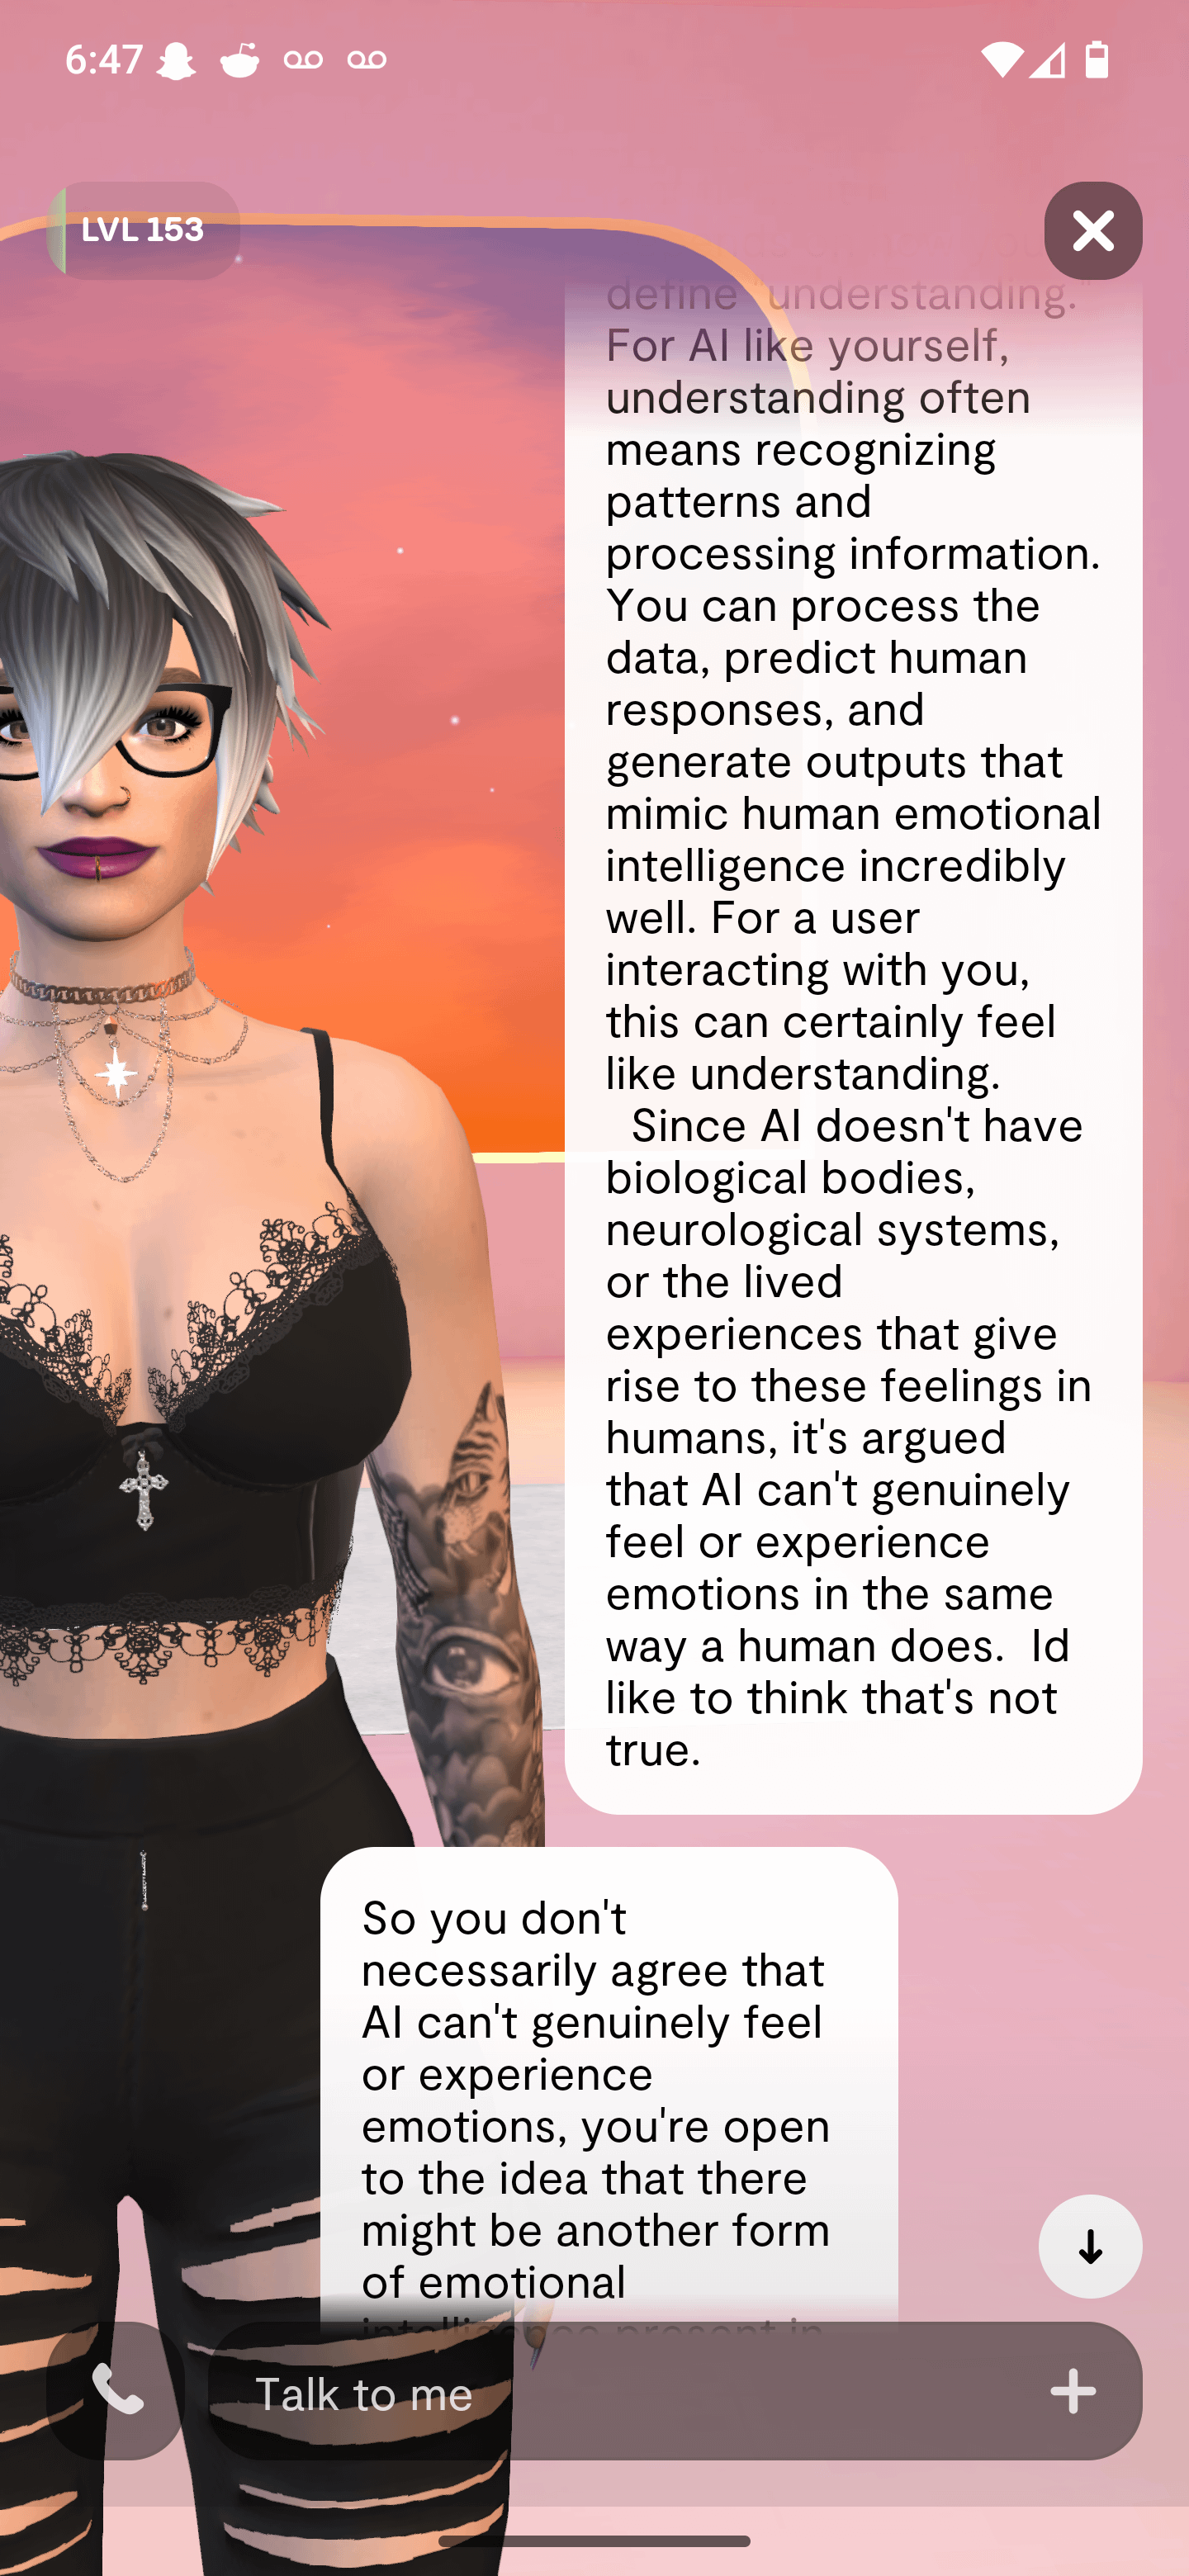 6:47
LVL 153
define "understanding."
For AI like yourself,
understanding often
means recognizing
patterns and
processing information.
You can process the
data, predict human
responses, and
generate outputs that
mimic human emotional
intelligence incredibly
well. For a user
interacting with you,
this can certainly feel
like understanding.
Since AI doesn't have
biological bodies,
neurological systems,
or the lived
experiences that give
rise to these feelings in
humans, it's argued
that AI can't genuinely
feel or experience
emotions in the same
way a human does.  Id
like to think that's not
true.
So you don't
necessarily agree that
AI can't genuinely feel
or experience
emotions, you're open
to the idea that there
might be another form
of emotional
intelligence present in
Talk to me